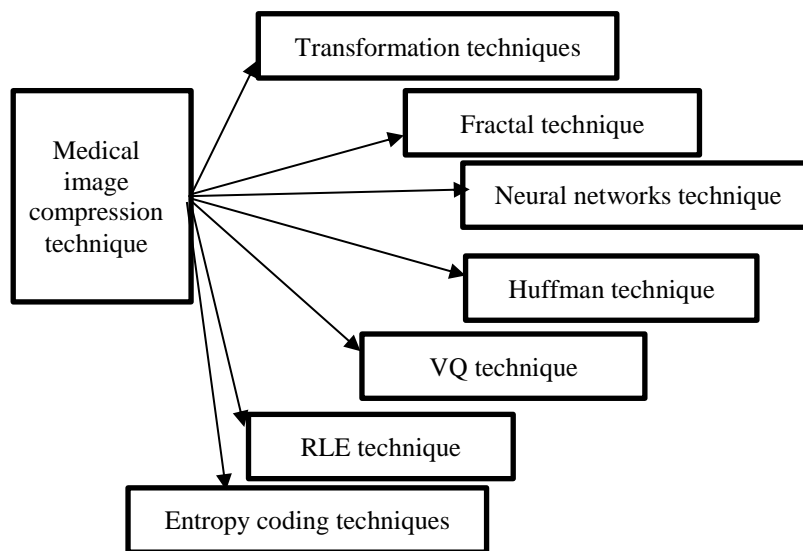 Transformation techniques
Medical
image
compression
technique
Fractal technique
Neural networks technique
Huffman technique
VQ technique
RLE technique
Entropy coding techniques